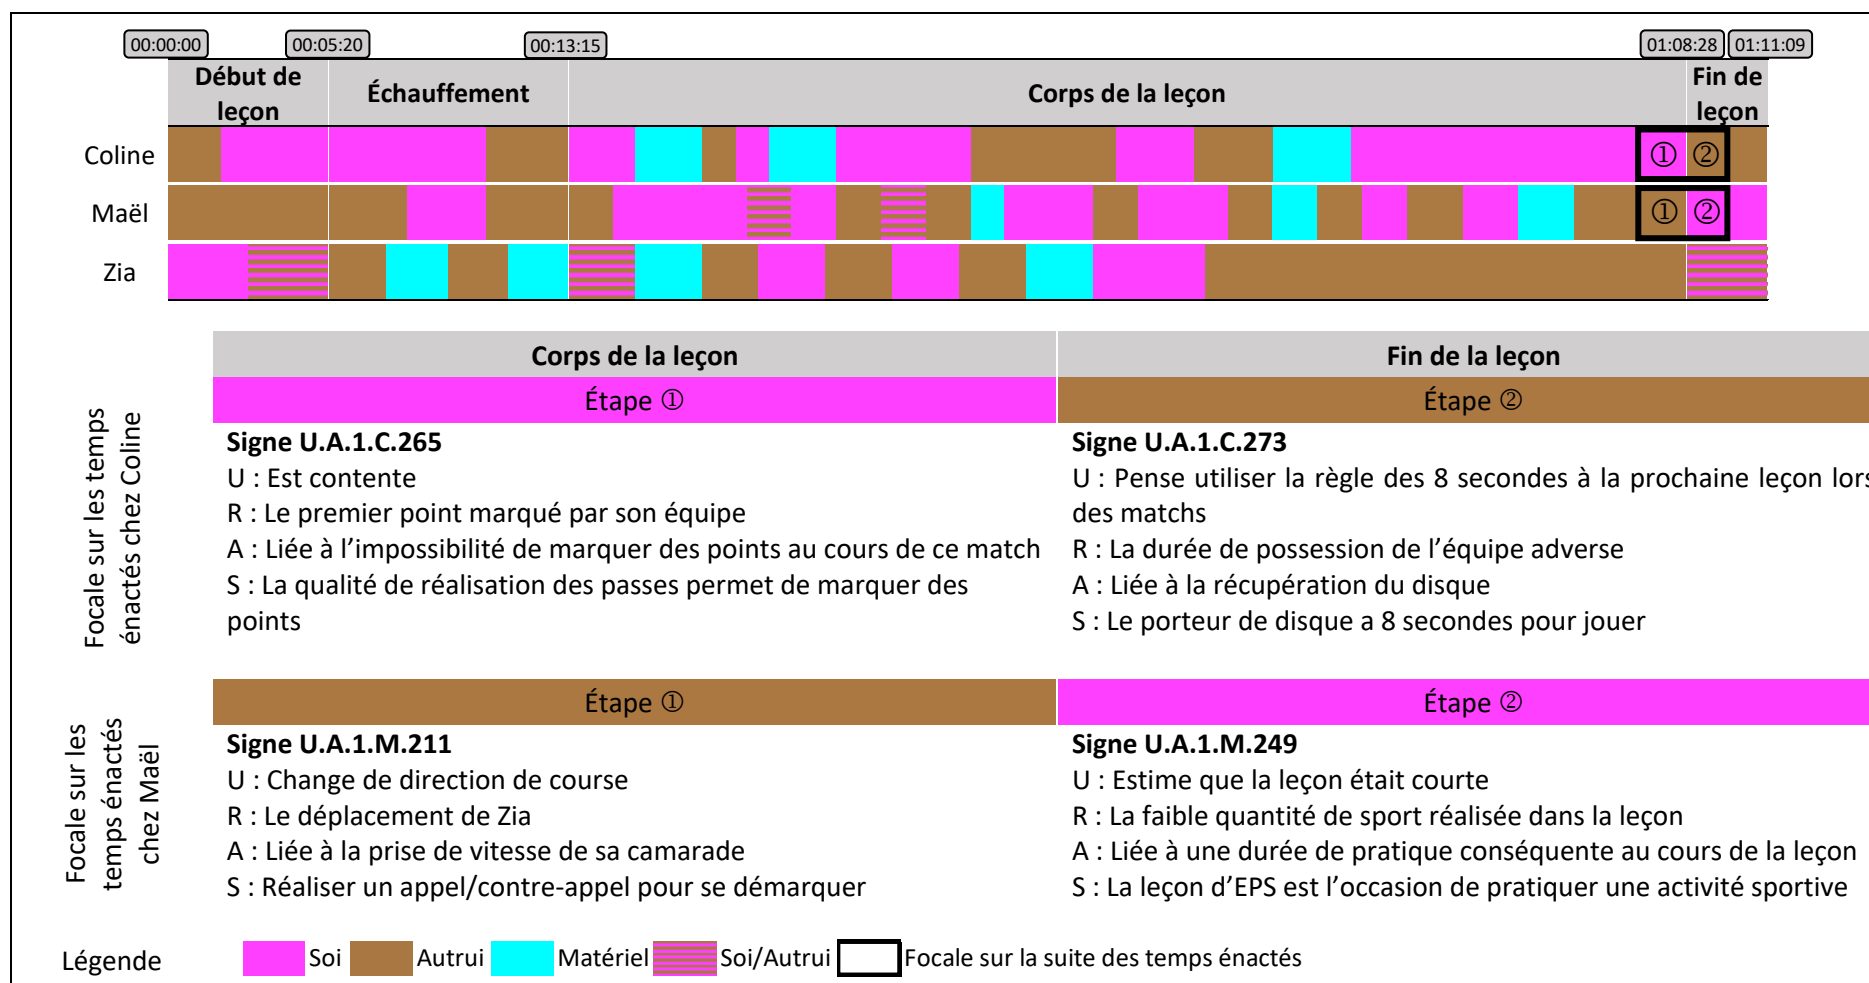 00:00:00 00:05:20 00:13:15 01:08:28 01:11:09
Début de leçon Échauffement Corps de la leçon Fin de leçon
Coline ① ②
Maël ① ②
Zia
Corps de la leçon Fin de la leçon
Focale sur les temps
énactés chez Coline
Étape ① Étape ②
Signe U.A.1.C.265
U : Est contente
R : Le premier point marqué par son équipe
A : Liée à l’impossibilité de marquer des points au cours de ce match
S : La qualité de réalisation des passes permet de marquer des
points
Signe U.A.1.C.273
U : Pense utiliser la règle des 8 secondes à la prochaine leçon lors
des matchs
R : La durée de possession de l’équipe adverse
A : Liée à la récupération du disque
S : Le porteur de disque a 8 secondes pour jouer
Focale sur les
temps énactés
chez Maël
Étape ① Étape ②
Signe U.A.1.M.211
U : Change de direction de course
R : Le déplacement de Zia
A : Liée à la prise de vitesse de sa camarade
S : Réaliser un appel/contre-appel pour se démarquer
Signe U.A.1.M.249
U : Estime que la leçon était courte
R : La faible quantité de sport réalisée dans la leçon
A : Liée à une durée de pratique conséquente au cours de la leçon
S : La leçon d’EPS est l’occasion de pratiquer une activité sportive
Légende Soi Autrui Matériel Soi/Autrui Focale sur la suite des temps énactés